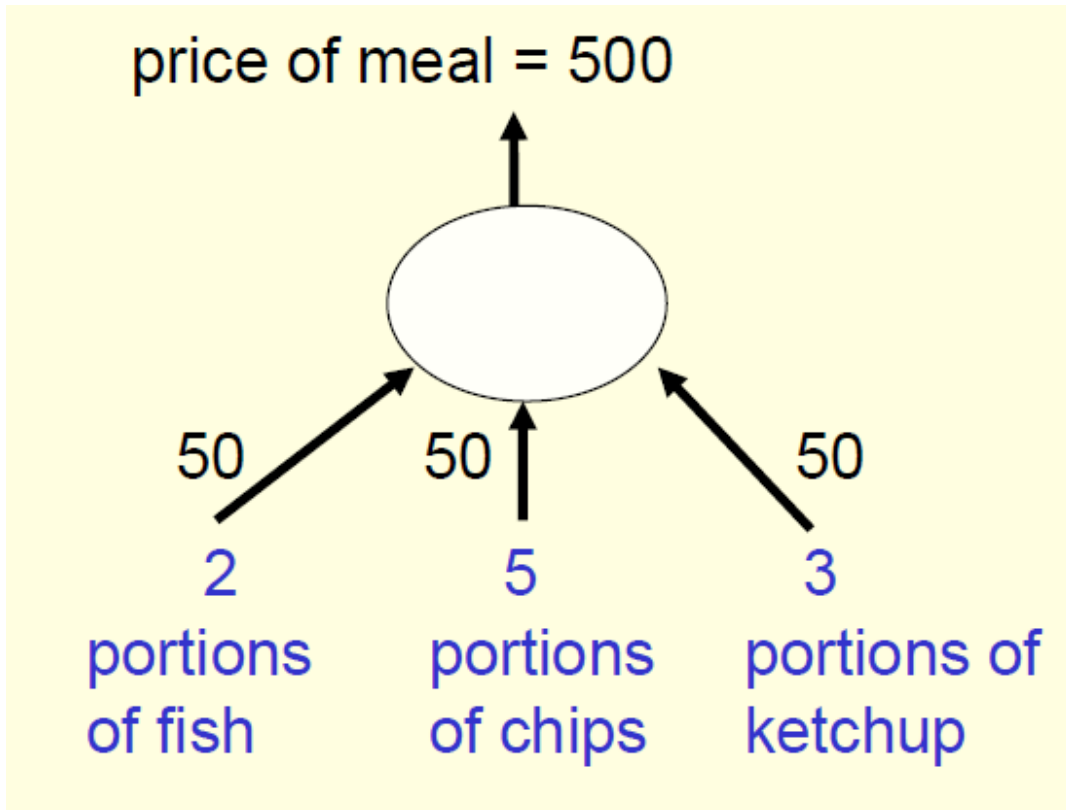 price of meal = 500
50 50 50
2 5 3
portions portions portions of
of fish of chips ketchup